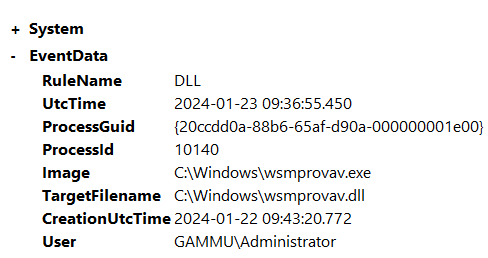 + System
- EventData
RuleName DLL
UtcTime 2024-01-23 09:36:55.450
ProcessGuid {20ccdd0a-88b6-65af-d90a-000000001e00}
ProcessId 10140
Image C:\Windows\wsmprovav.exe
TargetFilename C:\Windows\wsmprovav.dll
CreationUtcTime 2024-01-22 09:43:20.772
User GAMMU\Administrator